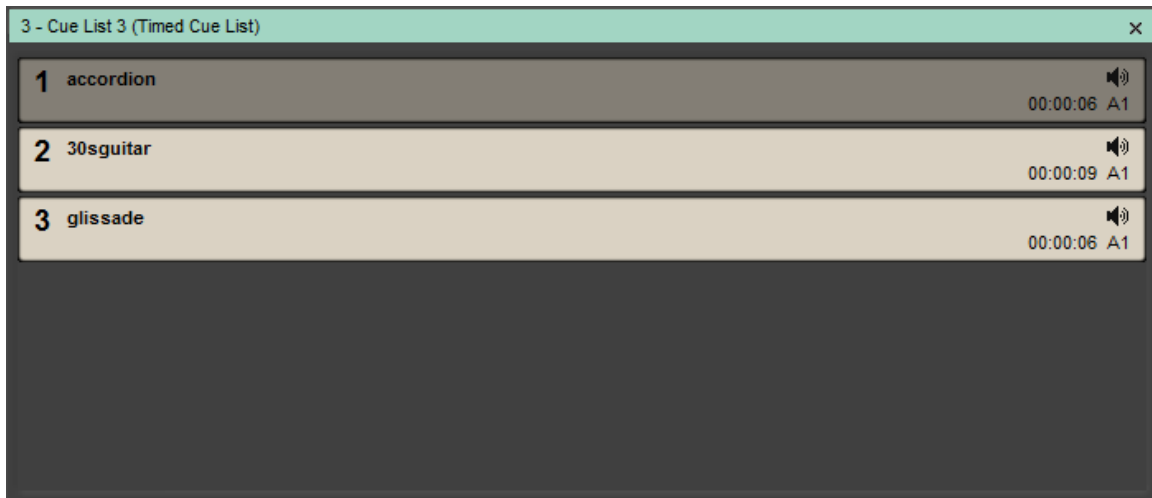 3 - Cue List 3 (Timed Cue List)
1 accordion
00:00:06 A1
2 30sguitar
00:00:09 A1
3 glissade
00:00:06 A1